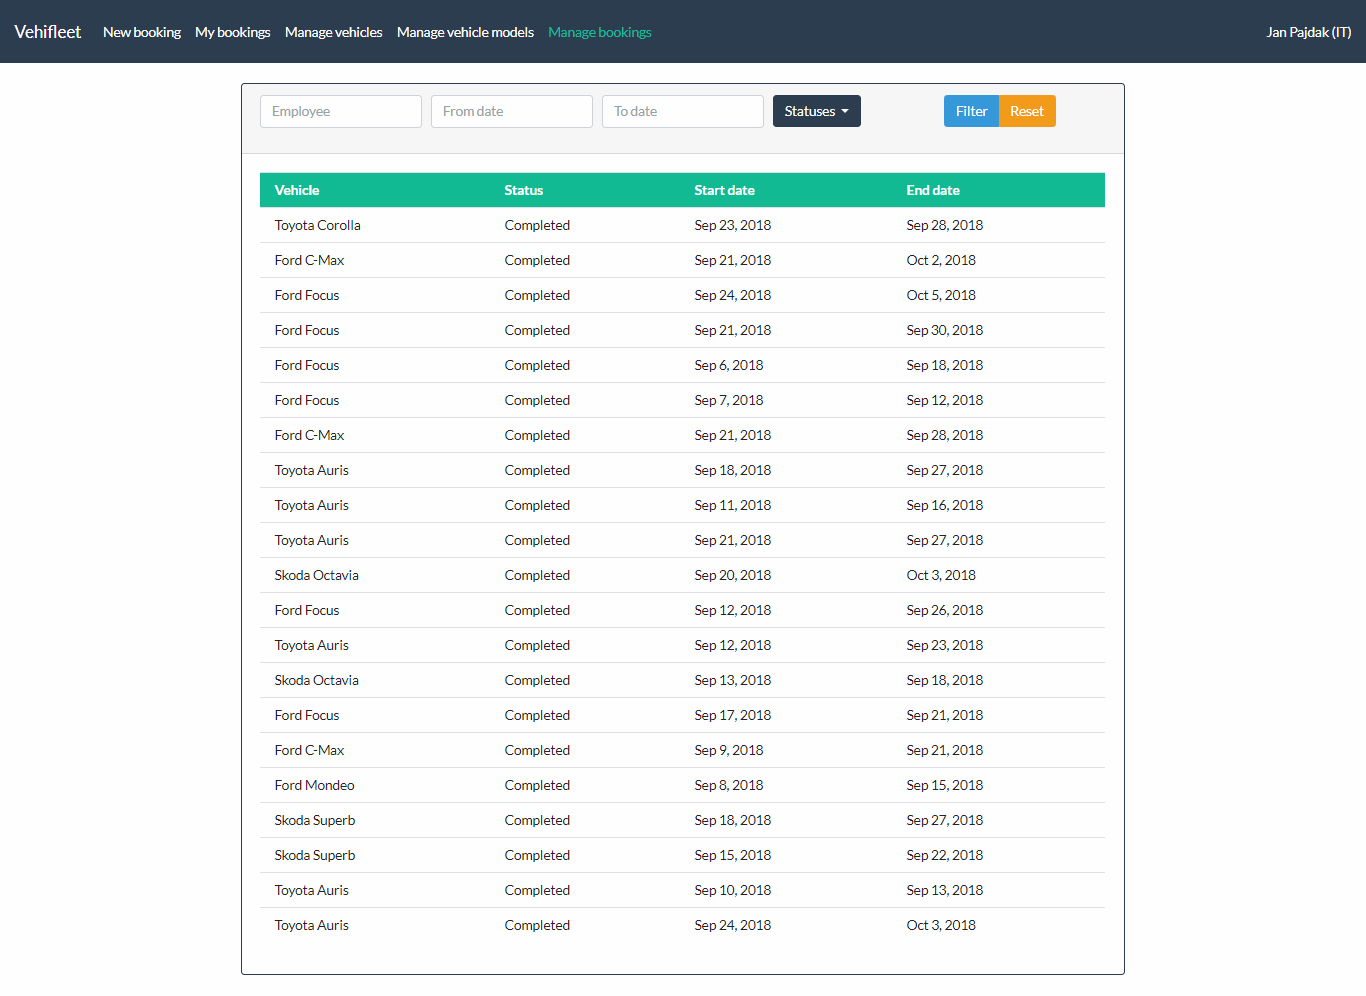 Vehifleet New booking My bookings Manage vehicles Manage vehicle models Manage bookings Jan Pajdak (IT)
Employee From date To date Statuses Filter Reset
Vehicle Status Start date End date
Toyota Corolla Completed Sep 23, 2018 Sep 28, 2018
Ford C-Max Completed Sep 21, 2018 Oct 2, 2018
Ford Focus Completed Sep 24, 2018 Oct 5, 2018
Ford Focus Completed Sep 21, 2018 Sep 30, 2018
Ford Focus Completed Sep 6, 2018 Sep 18, 2018
Ford Focus Completed Sep 7, 2018 Sep 12, 2018
Ford C-Max Completed Sep 21, 2018 Sep 28, 2018
Toyota Auris Completed Sep 18, 2018 Sep 27, 2018
Toyota Auris Completed Sep 11, 2018 Sep 16, 2018
Toyota Auris Completed Sep 21, 2018 Sep 27, 2018
Skoda Octavia Completed Sep 20, 2018 Oct 3, 2018
Ford Focus Completed Sep 12, 2018 Sep 26, 2018
Toyota Auris Completed Sep 12, 2018 Sep 23, 2018
Skoda Octavia Completed Sep 13, 2018 Sep 18, 2018
Ford Focus Completed Sep 17, 2018 Sep 21, 2018
Ford C-Max Completed Sep 9, 2018 Sep 21, 2018
Ford Mondeo Completed Sep 8, 2018 Sep 15, 2018
Skoda Superb Completed Sep 18, 2018 Sep 27, 2018
Skoda Superb Completed Sep 15, 2018 Sep 22, 2018
Toyota Auris Completed Sep 10, 2018 Sep 13, 2018
Toyota Auris Completed Sep 24, 2018 Oct 3, 2018